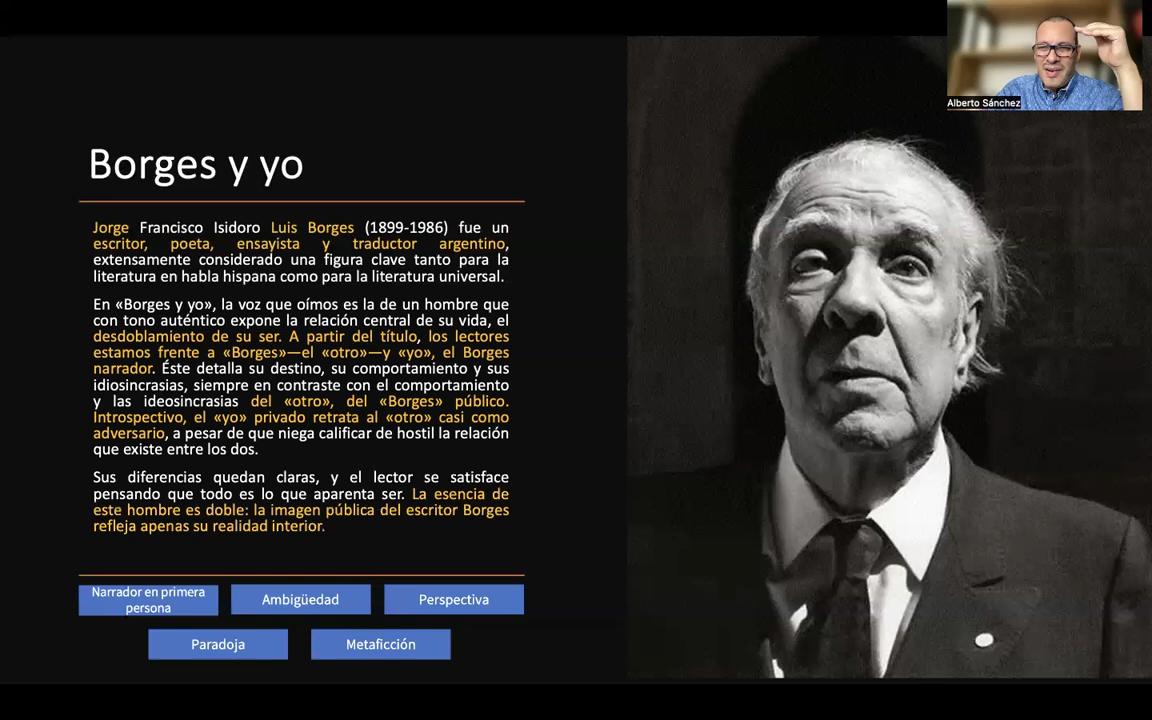 Alberto Sánchez
Borges y yo
Jorge Francisco Isidoro Luis Borges (1899-1986) fue un
escritor, poeta, ensayista y traductor argentino,
extensamente considerado una figura clave tanto para la
literatura en habla hispana como para la literatura universal.
En «Borges y yo», la voz que oímos es la de un hombre que
con tono auténtico expone la relación central de su vida, el
desdoblamiento de su ser. A partir del título, los lectores
estamos frente a «Borges»—el «otro»—y «yo», el Borges
narrador. Éste detalla su destino, su comportamiento y sus
idiosincrasias, siempre en contraste con el comportamiento
y las ideosincrasias del «otro», del «Borges» público.
Introspectivo, el «yo» privado retrata al «otro» casi como
adversario, a pesar de que niega calificar de hostil la relación
que existe entre los dos.
Sus diferencias quedan claras, y el lector se satisface
pensando que todo es lo que aparenta ser. La esencia de
este hombre es doble: la imagen pública del escritor Borges
refleja apenas su realidad interior.
Narrador en primera
persona
Ambigüedad
Perspectiva
Paradoja
Metaficción